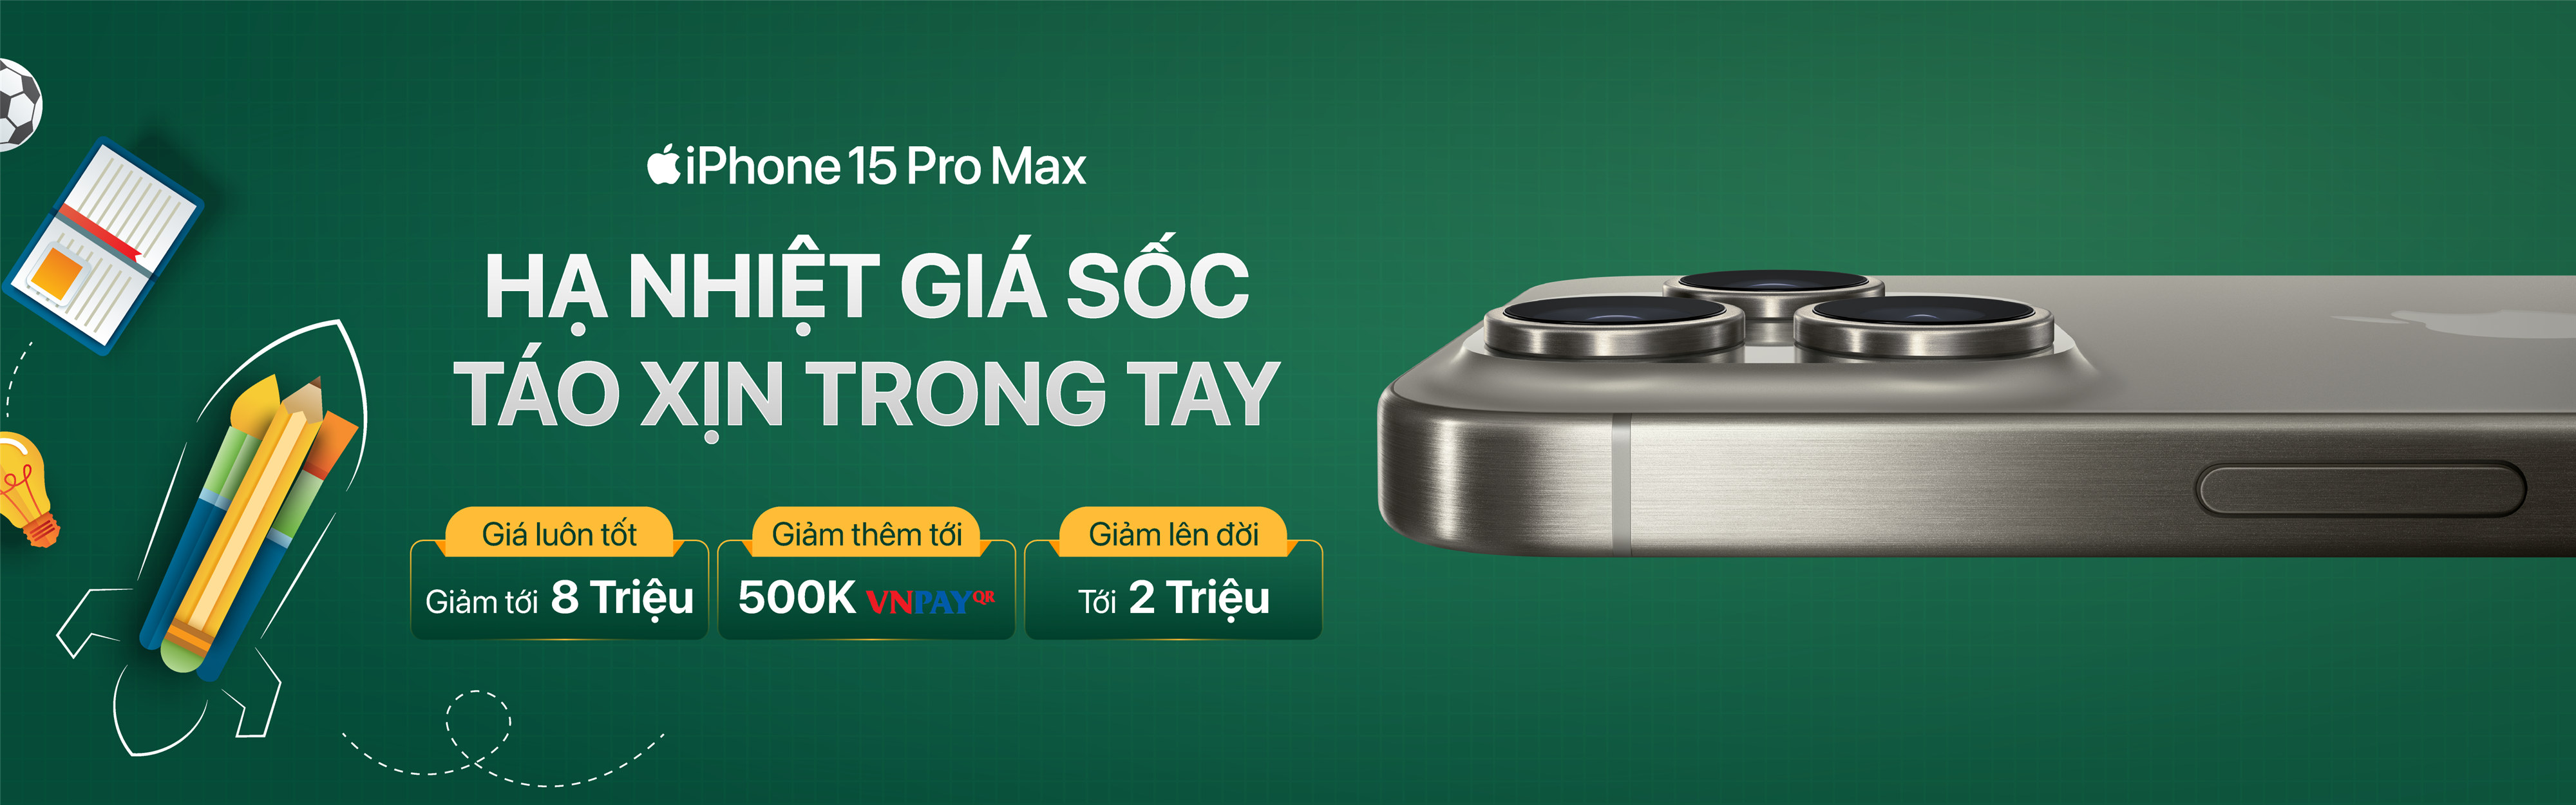 iPhone 15 Pro Max
HẠ NHIỆT GIÁ SỐC
TÁO XỊN TRONG TAY
Giá luôn tốt
Giảm tới 8 Triệu
Giảm thêm tới
500K VNPAYQR
Giảm lên đời
Tới 2 Triệu